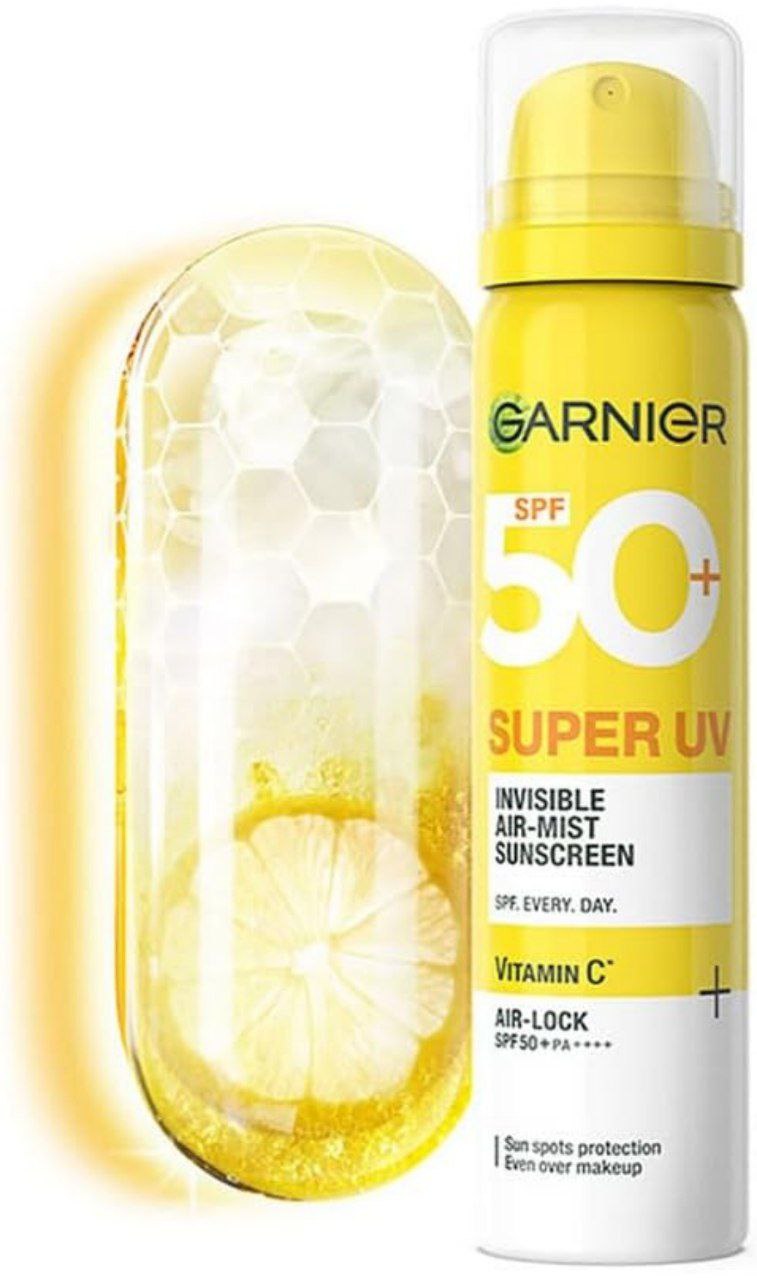 GARNIER
SPF
50+
SUPER UV
INVISIBLE
AIR-MIST
SUNSCREEN
SPF. EVERY. DAY.
VITAMIN C*
+
AIR-LOCK
SPF50+PA++++
Sun spots protection
Even over makeup